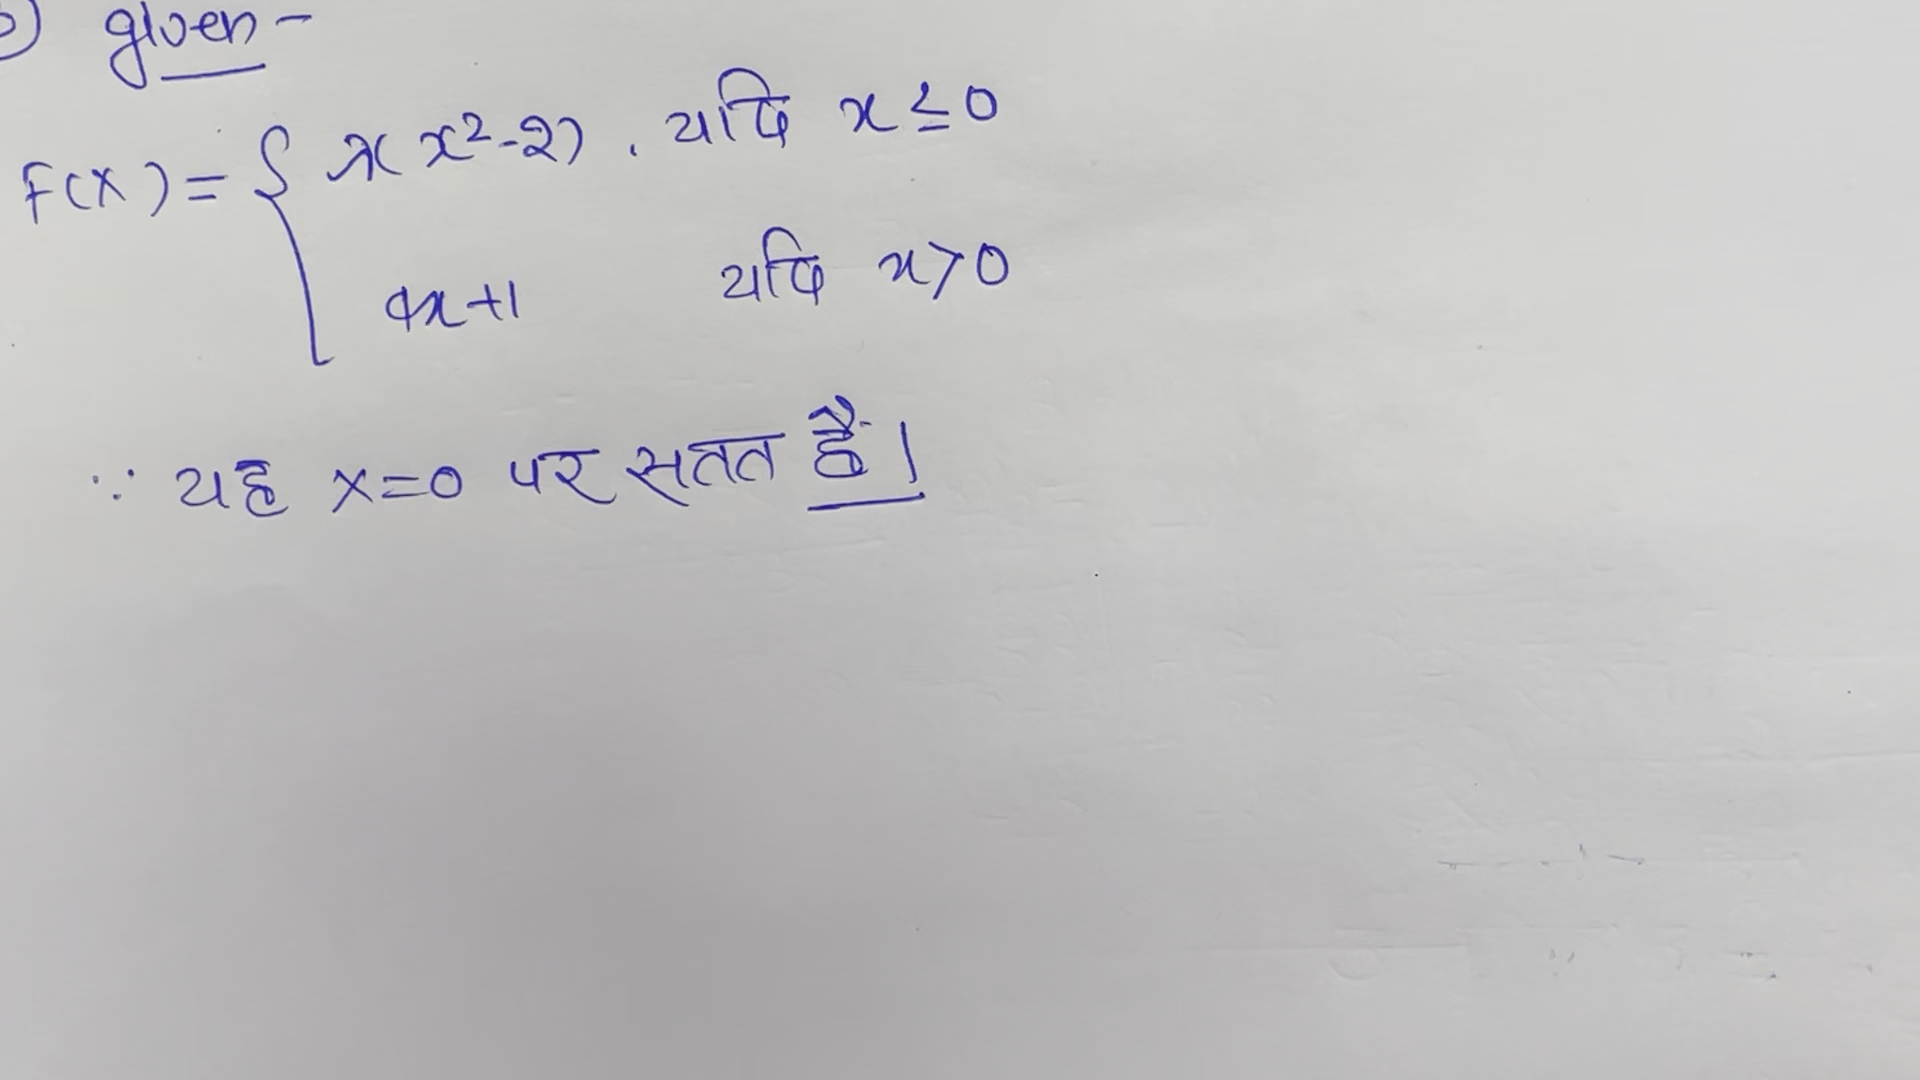 given-
F(x) = { λ( x²-2) , यदि x ≤ 0
4x+1 यदि x>0
∵ यह x=0 पर सतत है।